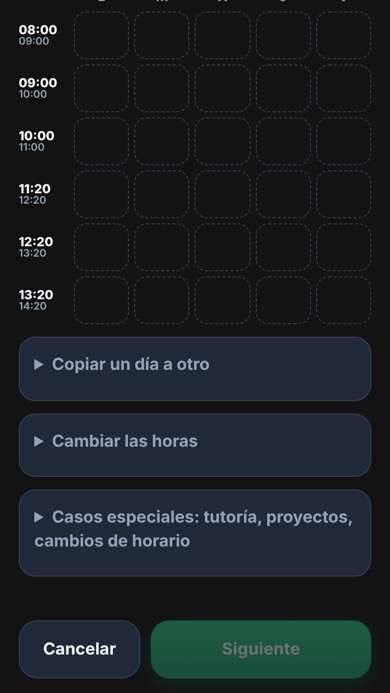 08:00
09:00
09:00
10:00
10:00
11:00
11:20
12:20
12:20
13:20
13:20
14:20
Copiar un día a otro
Cambiar las horas
Casos especiales: tutoría, proyectos,
cambios de horario
Cancelar
Siguiente